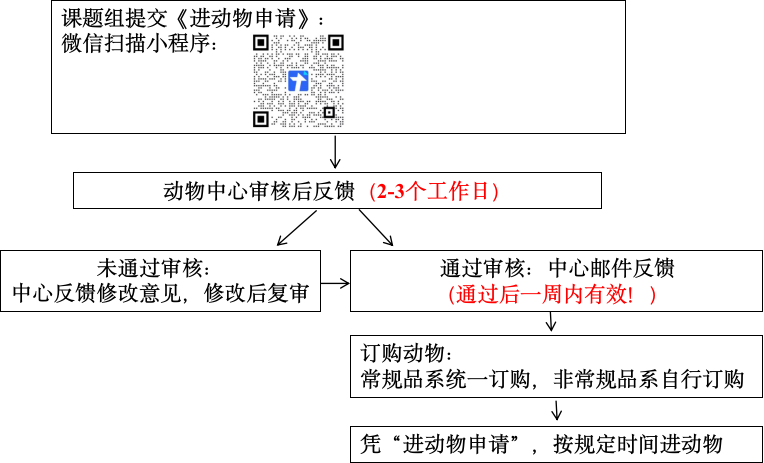 课题组提交《进动物申请》：
微信扫描小程序：
动物中心审核后反馈（2-3个工作日）
未通过审核：
中心反馈修改意见，修改后复审
通过审核：中心邮件反馈
（通过后一周内有效！）
订购动物：
常规品系统一订购，非常规品系自行订购
凭“进动物申请”，按规定时间进动物